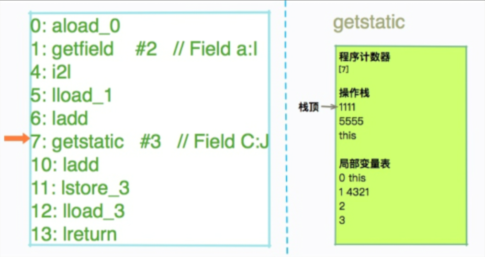 0: aload_0
1: getfield #2 // Field a:I
4: i2l
5: lload_1
6: ladd
7: getstatic #3 // Field C:J
10: ladd
11: lstore_3
12: lload_3
13: lreturn
getstatic
程序计数器
[7]
操作栈
栈顶
1111
5555
this
局部变量表
0 this
1 4321
2
3